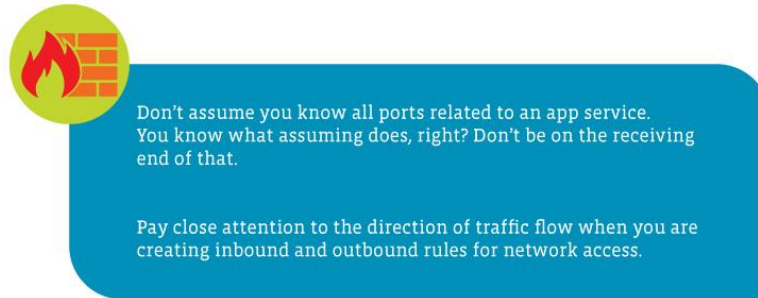 Don’t assume you know all ports related to an app service.
You know what assuming does, right? Don’t be on the receiving
end of that.
Pay close attention to the direction of traffic flow when you are
creating inbound and outbound rules for network access.